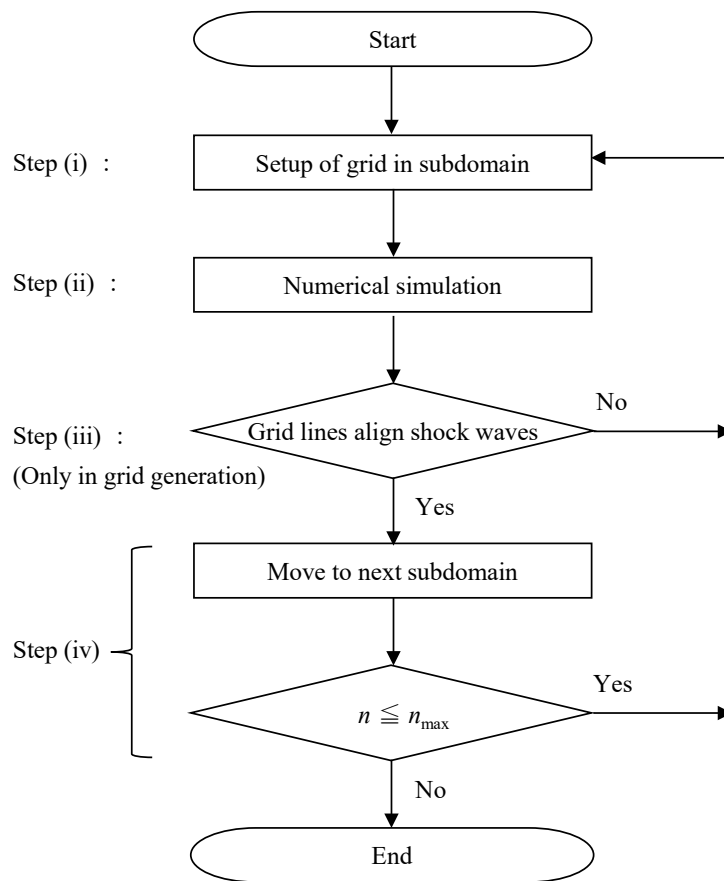 Start
Step (i) :
Setup of grid in subdomain
Step (ii) :
Numerical simulation
No
Step (iii) :
Grid lines align shock waves
(Only in grid generation)
Yes
Move to next subdomain
Step (iv)
Yes
n ≦ nmax
No
End